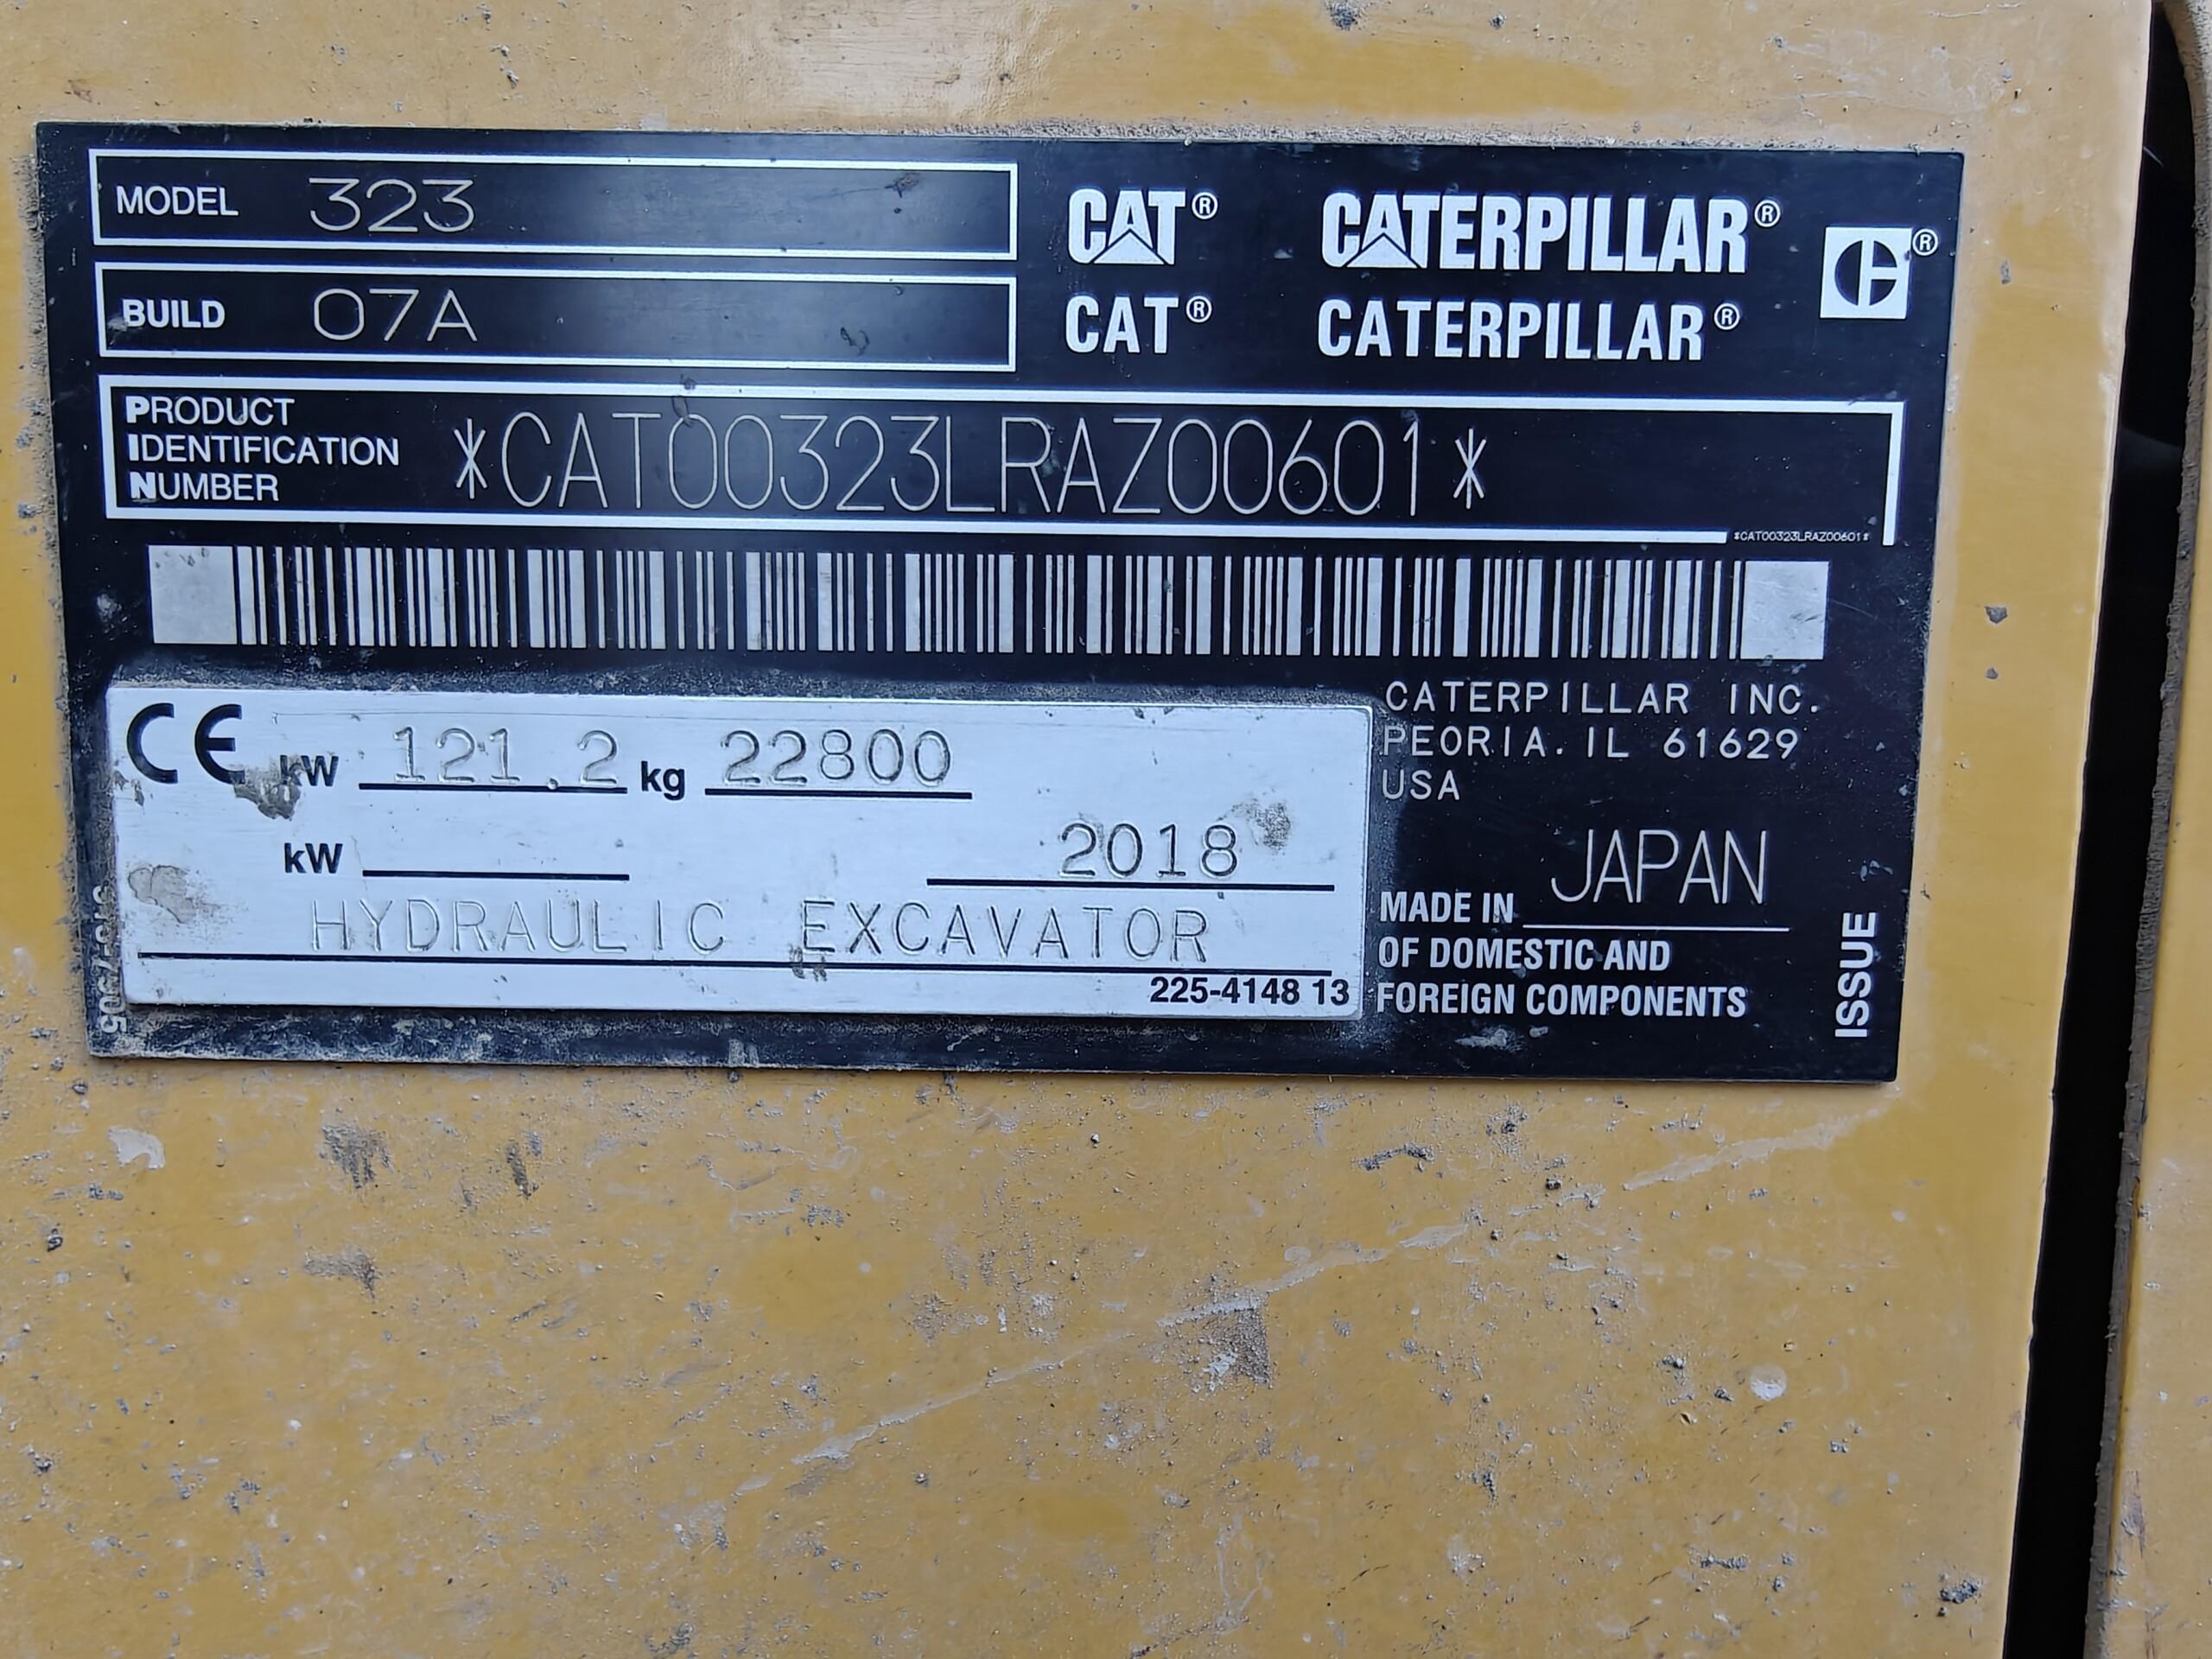 MODEL 323
BUILD 07A
CAT® CATERPILLAR® ®
CAT® CATERPILLAR®
PRODUCT
IDENTIFICATION
NUMBER
*CAT00323LRAZ00601*
*CAT00323LRAZ00601*
CE kW 121.2 kg 22800
kW 2018
HYDRAULIC EXCAVATOR
225-4148 13
CATERPILLAR INC.
PEORIA. IL 61629
USA
MADE IN JAPAN
OF DOMESTIC AND
FOREIGN COMPONENTS
ISSUE